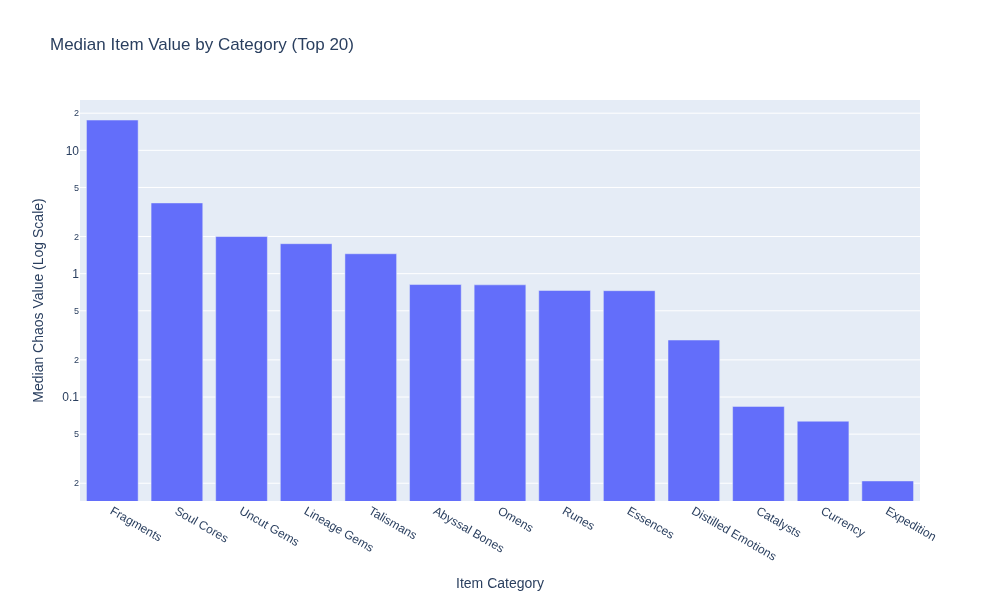 Median Item Value by Category (Top 20)
Median Chaos Value (Log Scale)
2
10
5
2
1
5
2
0.1
5
2
Fragments
Soul Cores
Uncut Gems
Lineage Gems
Talismans
Abyssal Bones
Omens
Runes
Essences
Distilled Emotions
Catalysts
Currency
Expedition
Item Category